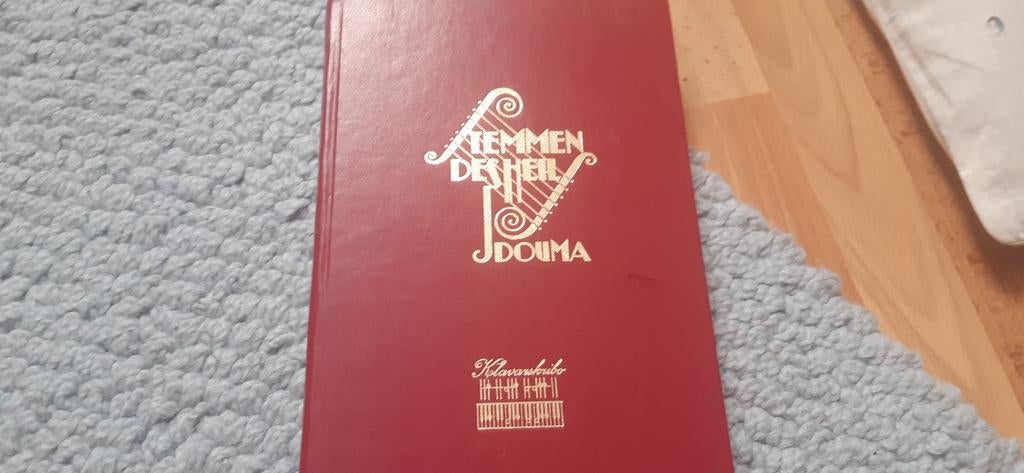 STEMMEN
DES HEILS
J DOUMA
Klavarskribo